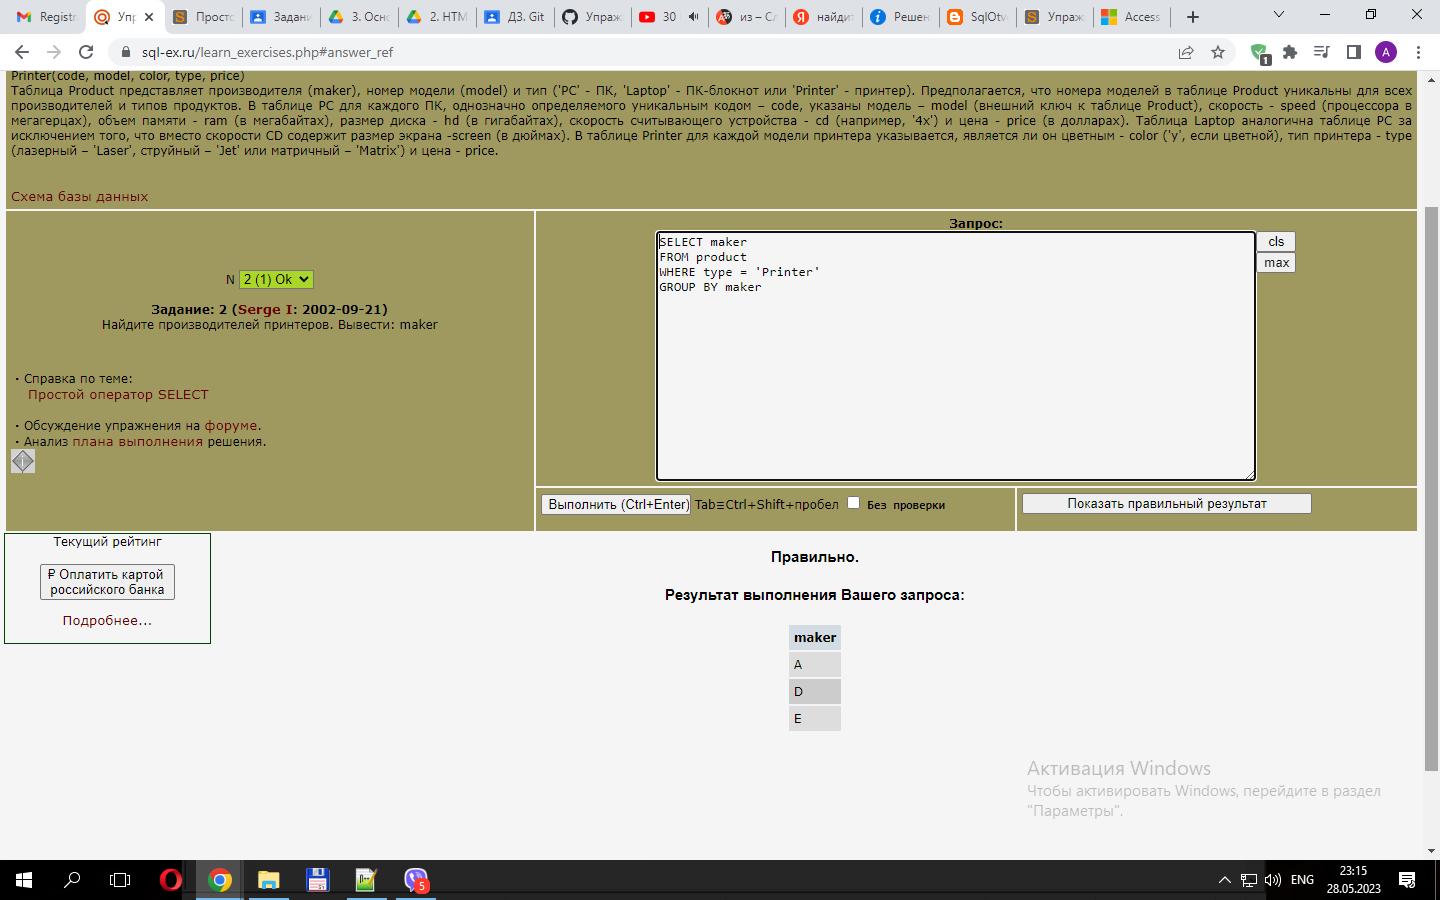 Registr
Упр
Простс
Задани
3. Осно
2. HTM
ДЗ. Git
Упраж
30
из – Сл
найди
Решен
SqlOtv
Упраж
Access
sql-ex.ru/learn_exercises.php#answer_ref
1
A
Printer(code, model, color, type, price)
Таблица Product представляет производителя (maker), номер модели (model) и тип ('PC' - ПК, 'Laptop' - ПК-блокнот или 'Printer' - принтер). Предполагается, что номера моделей в таблице Product уникальны для всех
производителей и типов продуктов. В таблице PC для каждого ПК, однозначно определяемого уникальным кодом – code, указаны модель – model (внешний ключ к таблице Product), скорость - speed (процессора в
мегагерцах), объем памяти - ram (в мегабайтах), размер диска - hd (в гигабайтах), скорость считывающего устройства - cd (например, '4x') и цена - price (в долларах). Таблица Laptop аналогична таблице РС за
исключением того, что вместо скорости CD содержит размер экрана -screen (в дюймах). В таблице Printer для каждой модели принтера указывается, является ли он цветным - color ('y', если цветной), тип принтера - type
(лазерный – 'Laser', струйный – 'Jet' или матричный – 'Matrix') и цена - price.
Схема базы данных
Запрос:
SELECT maker
FROM product
WHERE type = 'Printer'
GROUP BY maker
cls
max
N 2 (1) Ok
Задание: 2 (Serge I: 2002-09-21)
Найдите производителей принтеров. Вывести: maker
• Справка по теме:
Простой оператор SELECT
• Обсуждение упражнения на форуме.
• Анализ плана выполнения решения.
Выполнить (Ctrl+Enter) Tab≡Ctrl+Shift+пробел Без проверки
Показать правильный результат
Текущий рейтинг
₽ Оплатить картой
российского банка
Подробнее...
Правильно.
Результат выполнения Вашего запроса:
maker
A
D
E
Активация Windows
Чтобы активировать Windows, перейдите в раздел
"Параметры".
5
ENG
23:15
28.05.2023